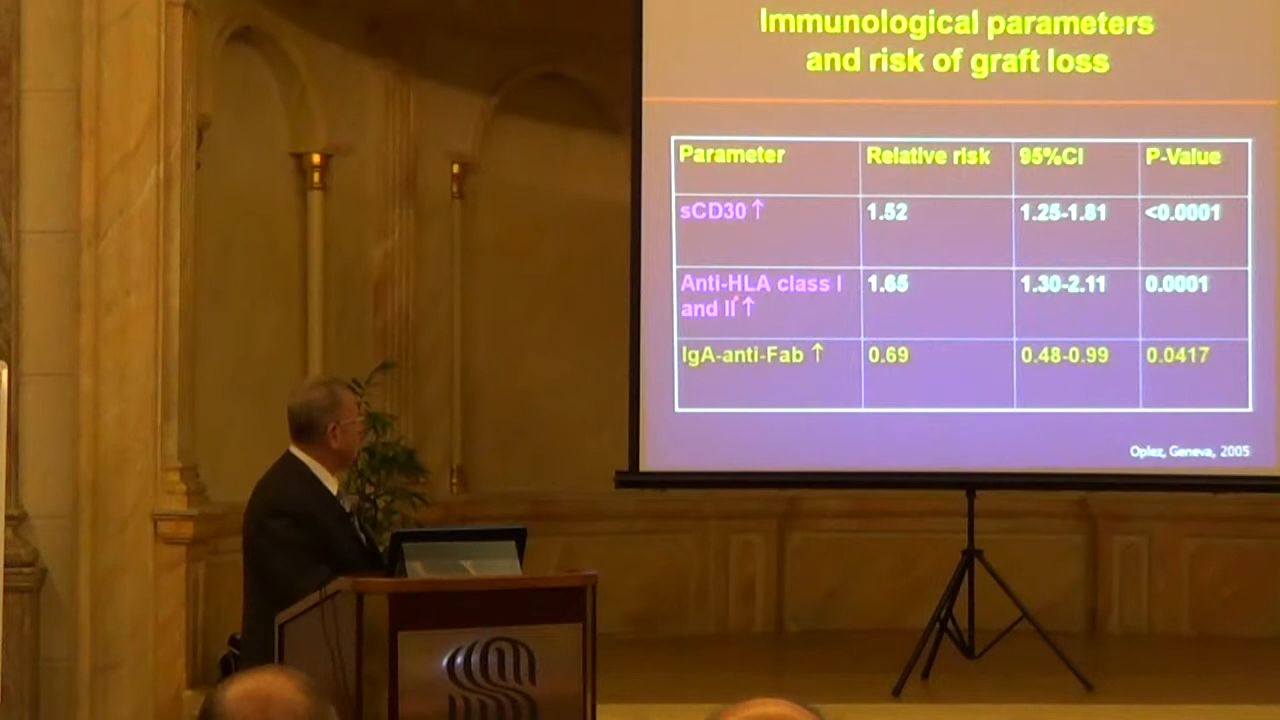 Immunological parameters
and risk of graft loss
Parameter Relative risk 95%CI P-Value
sCD30 ↑ 1.52 1.25-1.81 <0.0001
Anti-HLA class I
and II ↑ 1.65 1.30-2.11 0.0001
IgA-anti-Fab ↑ 0.69 0.48-0.99 0.0417
Oplez, Geneva, 2005